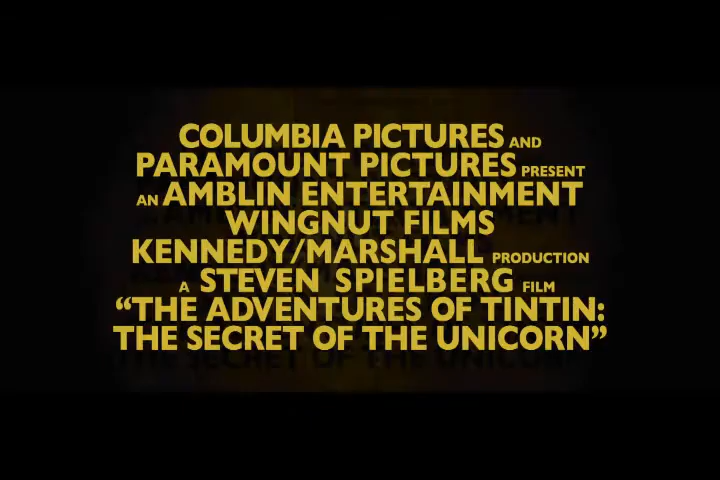 COLUMBIA PICTURES AND
PARAMOUNT PICTURES PRESENT
AN AMBLIN ENTERTAINMENT
WINGNUT FILMS
KENNEDY/MARSHALL PRODUCTION
A STEVEN SPIELBERG FILM
“THE ADVENTURES OF TINTIN:
THE SECRET OF THE UNICORN”